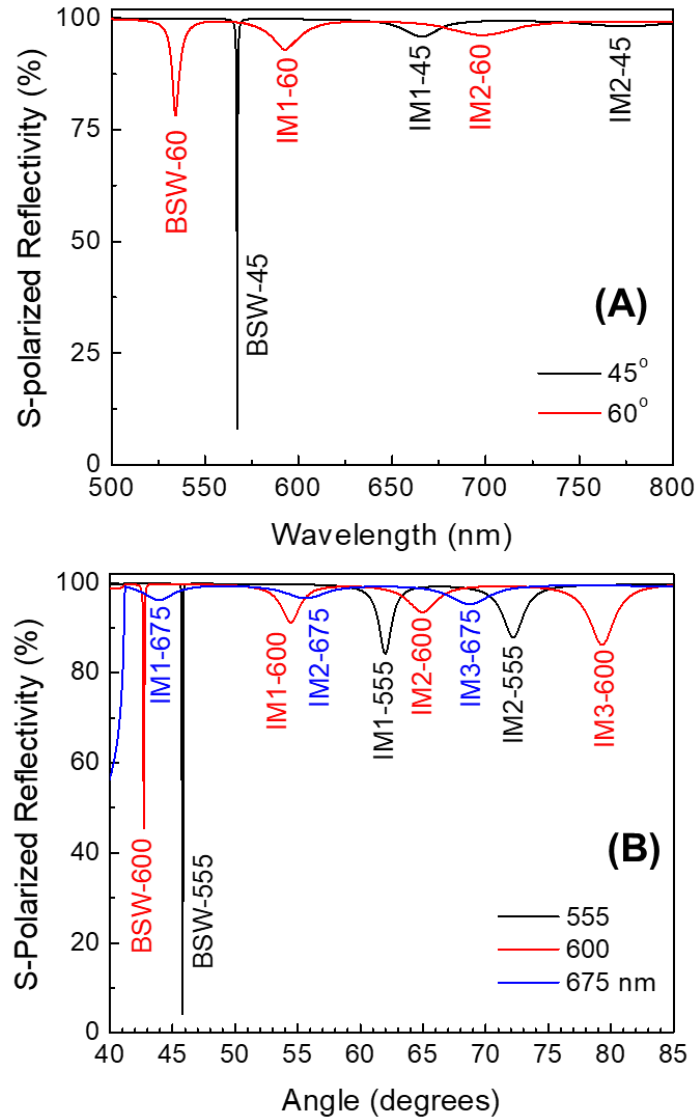 100
75
50
25
0
S-polarized Reflectivity (%)
BSW-60
BSW-45
IM1-60
IM1-45
IM2-60
IM2-45
(A)
45°
60°
500
550
600
650
700
750
800
Wavelength (nm)
100
80
60
40
20
0
S-Polarized Reflectivity (%)
BSW-600
IM1-675
BSW-555
IM1-600
IM2-675
IM1-555
IM2-600
IM3-675
IM2-555
IM3-600
(B)
555
600
675 nm
40
45
50
55
60
65
70
75
80
85
Angle (degrees)